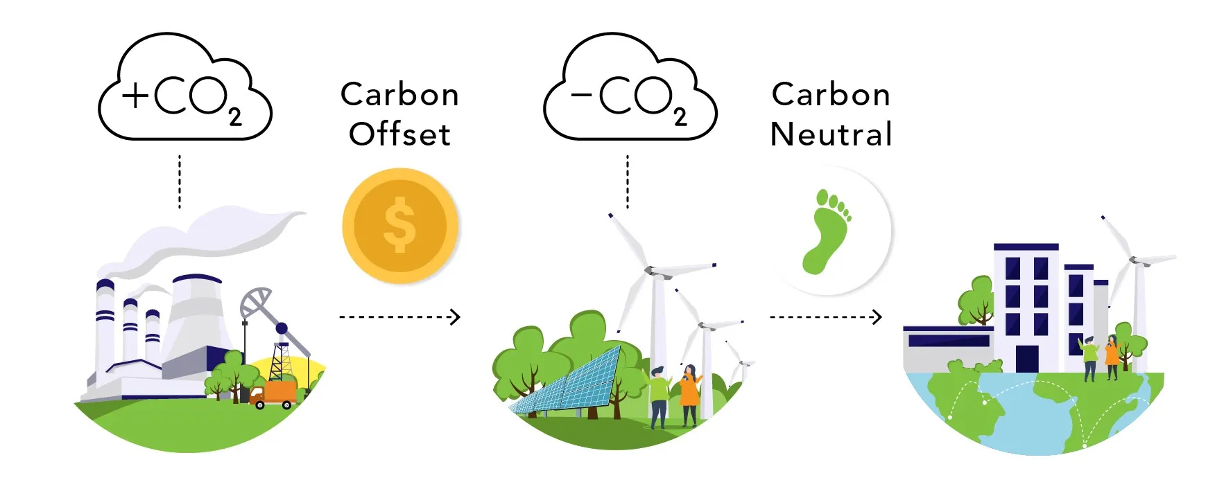 +CO₂
Carbon
Offset
$
−CO₂
Carbon
Neutral